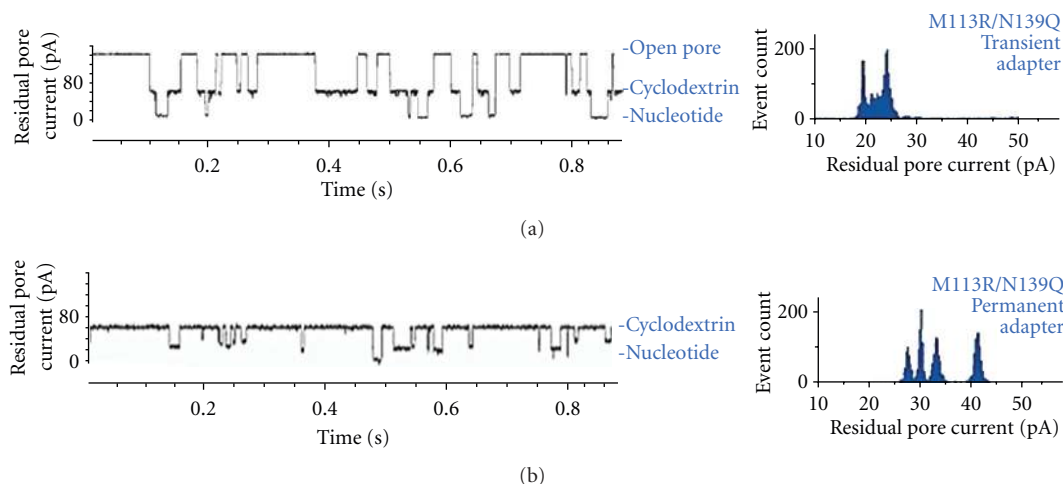 Residual pore
current (pA)
80
0
-Open pore
-Cyclodextrin
-Nucleotide
0.2 0.4 0.6 0.8
Time (s)
M113R/N139Q
Transient
adapter
Event count
200
0
10 20 30 40 50
Residual pore current (pA)
(a)
Residual pore
current (pA)
80
0
-Cyclodextrin
-Nucleotide
0.2 0.4 0.6 0.8
Time (s)
M113R/N139Q
Permanent
adapter
Event count
200
0
10 20 30 40 50
Residual pore current (pA)
(b)